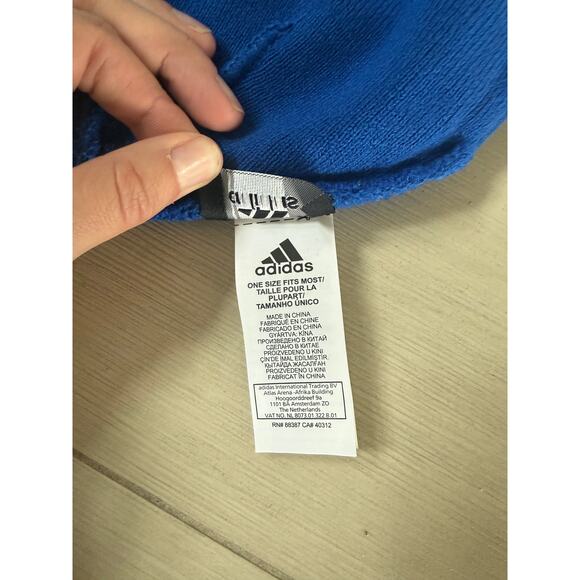 adidas
adidas
ONE SIZE FITS MOST/
TAILLE POUR LA
PLUPART/
TAMANHO ÚNICO
MADE IN CHINA
FABRIQUÉ EN CHINE
FABRICADO EN CHINA
GYÁRTVA: KÍNA
ПРОИЗВЕДЕНО В КИТАЙ
СДЕЛАНО В КИТАЕ
PROIZVEDENO U KINI
ÇİN'DE İMAL EDİLMİŞTİR.
ҚЫТАЙДА ЖАСАЛҒАН
PROIZVEDENO U KINI
FABRICAT ÎN CHINA
adidas International Trading BV
Atlas Arena -Afrika Building
Hoogoorddreef 9a
1101 BA Amsterdam ZO
The Netherlands
VAT NO. NL 8073.01.322.B.01
RN# 88387 CA# 40312